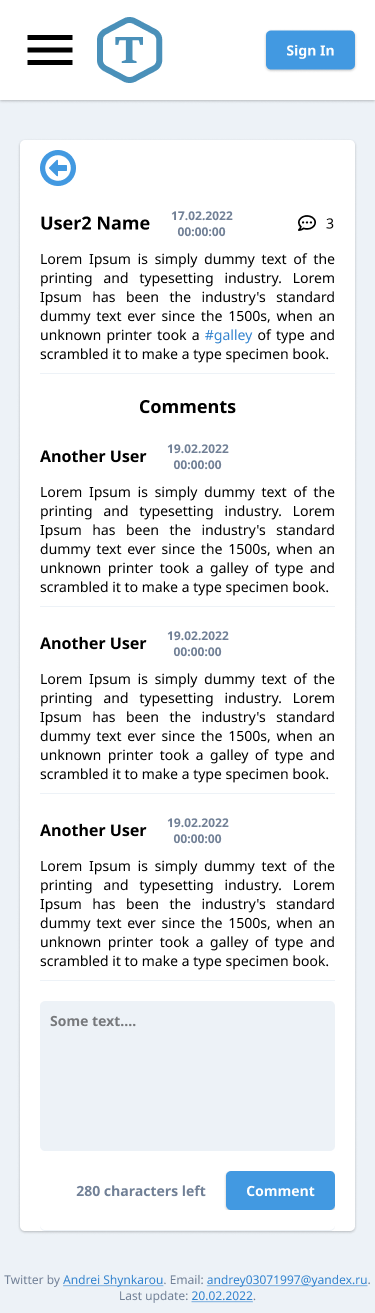 T
Sign In
User2 Name
17.02.2022
00:00:00
3
Lorem Ipsum is simply dummy text of the
printing and typesetting industry. Lorem
Ipsum has been the industry's standard
dummy text ever since the 1500s, when an
unknown printer took a #galley of type and
scrambled it to make a type specimen book.
Comments
Another User
19.02.2022
00:00:00
Lorem Ipsum is simply dummy text of the
printing and typesetting industry. Lorem
Ipsum has been the industry's standard
dummy text ever since the 1500s, when an
unknown printer took a galley of type and
scrambled it to make a type specimen book.
Another User
19.02.2022
00:00:00
Lorem Ipsum is simply dummy text of the
printing and typesetting industry. Lorem
Ipsum has been the industry's standard
dummy text ever since the 1500s, when an
unknown printer took a galley of type and
scrambled it to make a type specimen book.
Another User
19.02.2022
00:00:00
Lorem Ipsum is simply dummy text of the
printing and typesetting industry. Lorem
Ipsum has been the industry's standard
dummy text ever since the 1500s, when an
unknown printer took a galley of type and
scrambled it to make a type specimen book.
Some text....
280 characters left
Comment
Twitter by Andrei Shynkarou. Email: andrey03071997@yandex.ru.
Last update: 20.02.2022.